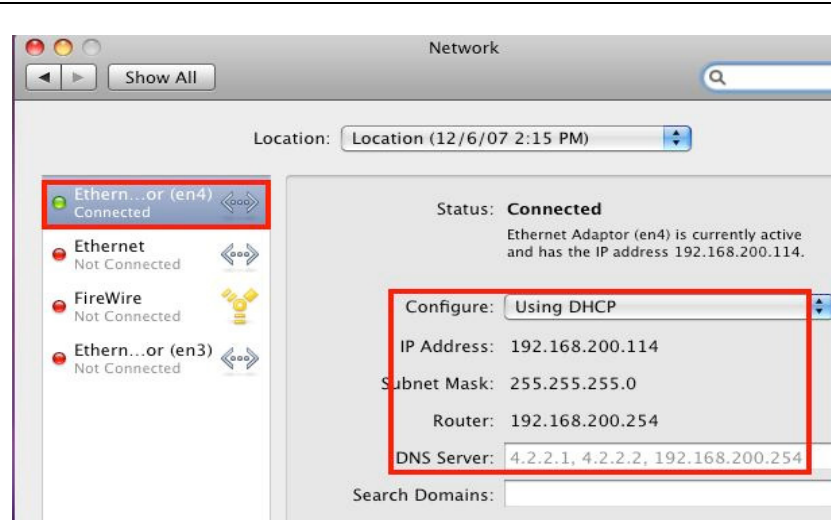 Network
Show All
Location: Location (12/6/07 2:15 PM)
Ethern...or (en4)
Connected
Ethernet
Not Connected
FireWire
Not Connected
Ethern...or (en3)
Not Connected
Status: Connected
Ethernet Adaptor (en4) is currently active
and has the IP address 192.168.200.114.
Configure: Using DHCP
IP Address: 192.168.200.114
Subnet Mask: 255.255.255.0
Router: 192.168.200.254
DNS Server: 4.2.2.1, 4.2.2.2, 192.168.200.254
Search Domains: